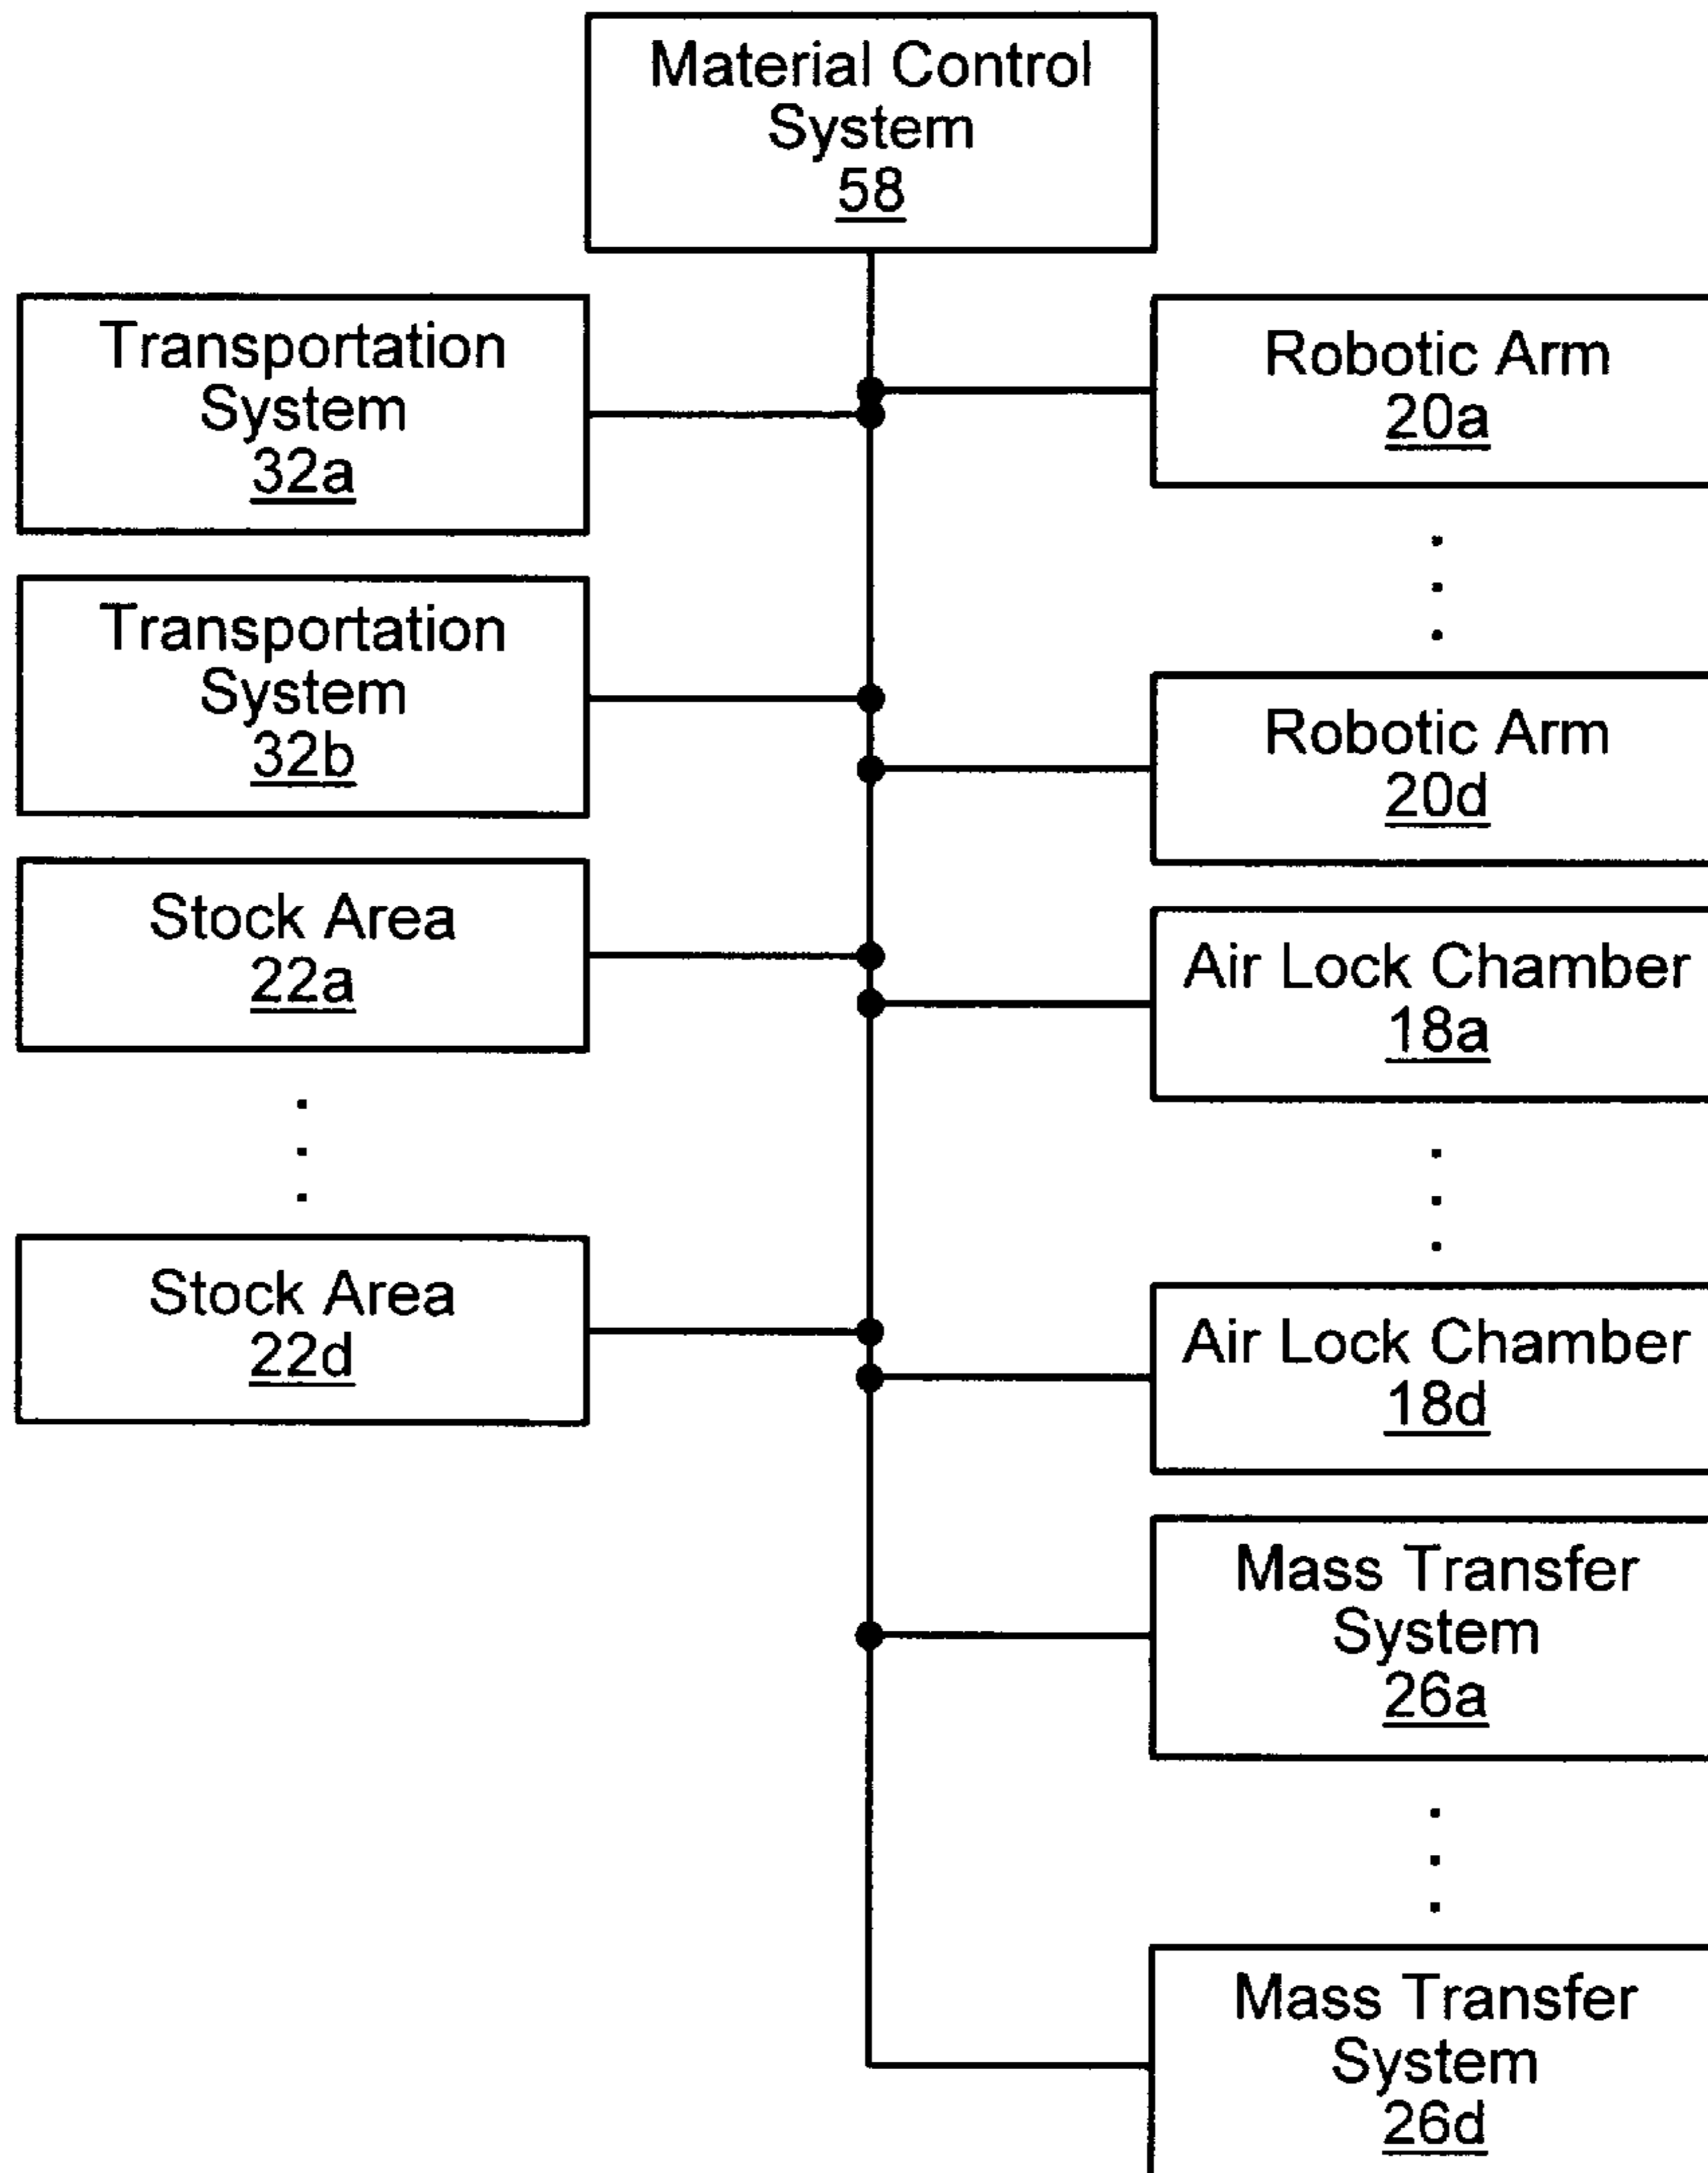 Material Control
System
58
Transportation
System
32a
Transportation
System
32b
Stock Area
22a
Stock Area
22d
Robotic Arm
20a
Robotic Arm
20d
Air Lock Chamber
18a
Air Lock Chamber
18d
Mass Transfer
System
26a
Mass Transfer
System
26d